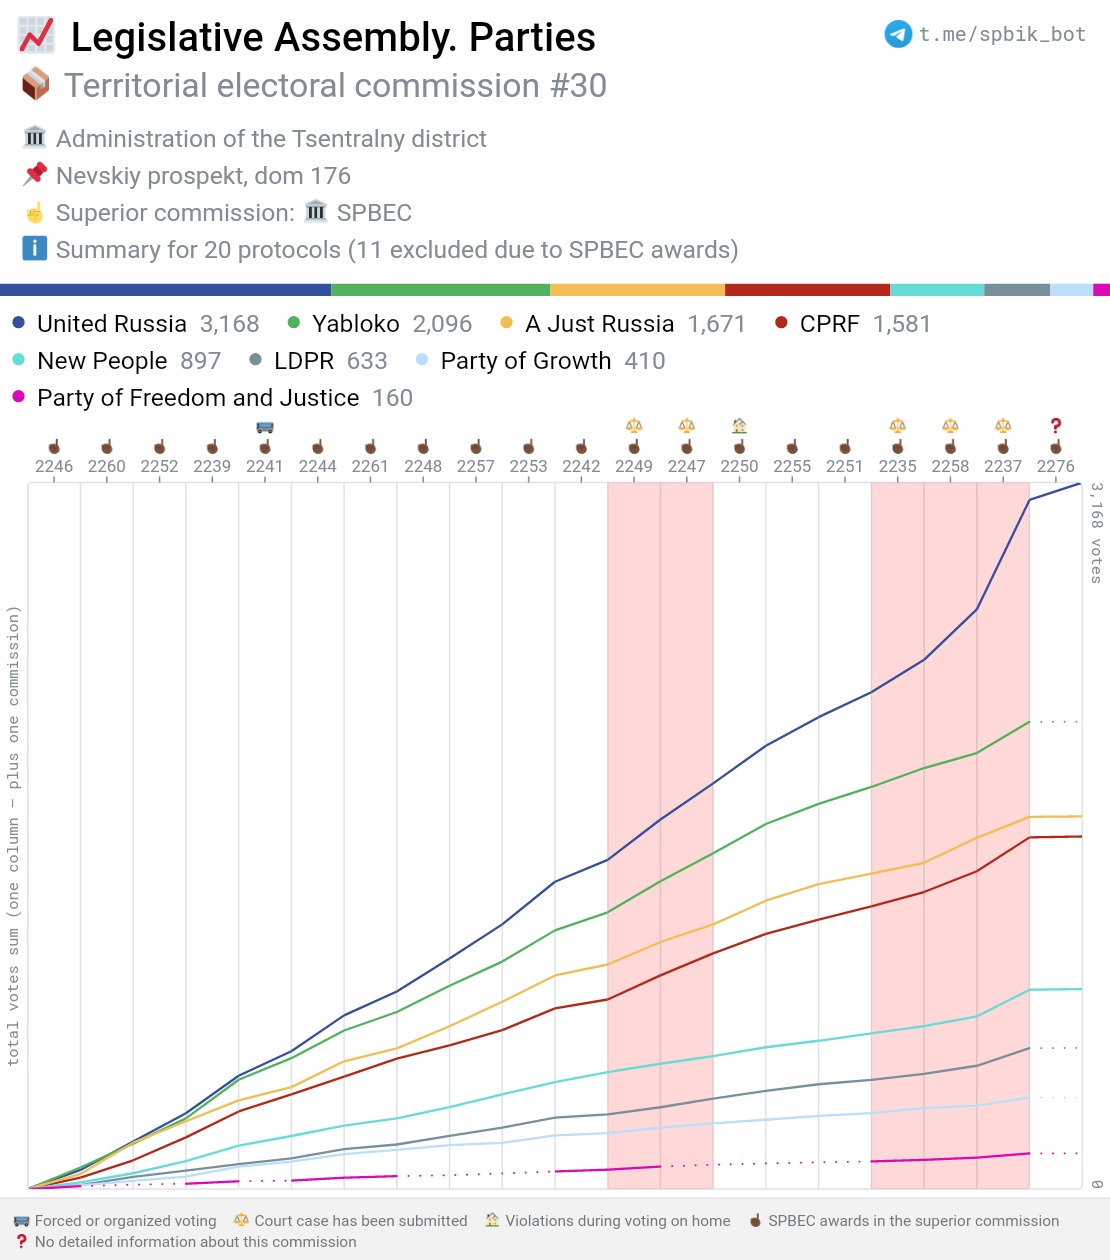 Legislative Assembly. Parties
t.me/spbik_bot
Territorial electoral commission #30
Administration of the Tsentralny district
Nevskiy prospekt, dom 176
Superior commission: SPBEC
Summary for 20 protocols (11 excluded due to SPBEC awards)
United Russia 3,168 Yabloko 2,096 A Just Russia 1,671 CPRF 1,581
New People 897 LDPR 633 Party of Growth 410
Party of Freedom and Justice 160
2246 2260 2252 2239 2241 2244 2261 2248 2257 2253 2242 2249 2247 2250 2255 2251 2235 2258 2237 2276
3,168 votes
total votes sum (one column – plus one commission)
0
Forced or organized voting Court case has been submitted Violations during voting on home SPBEC awards in the superior commission
No detailed information about this commission